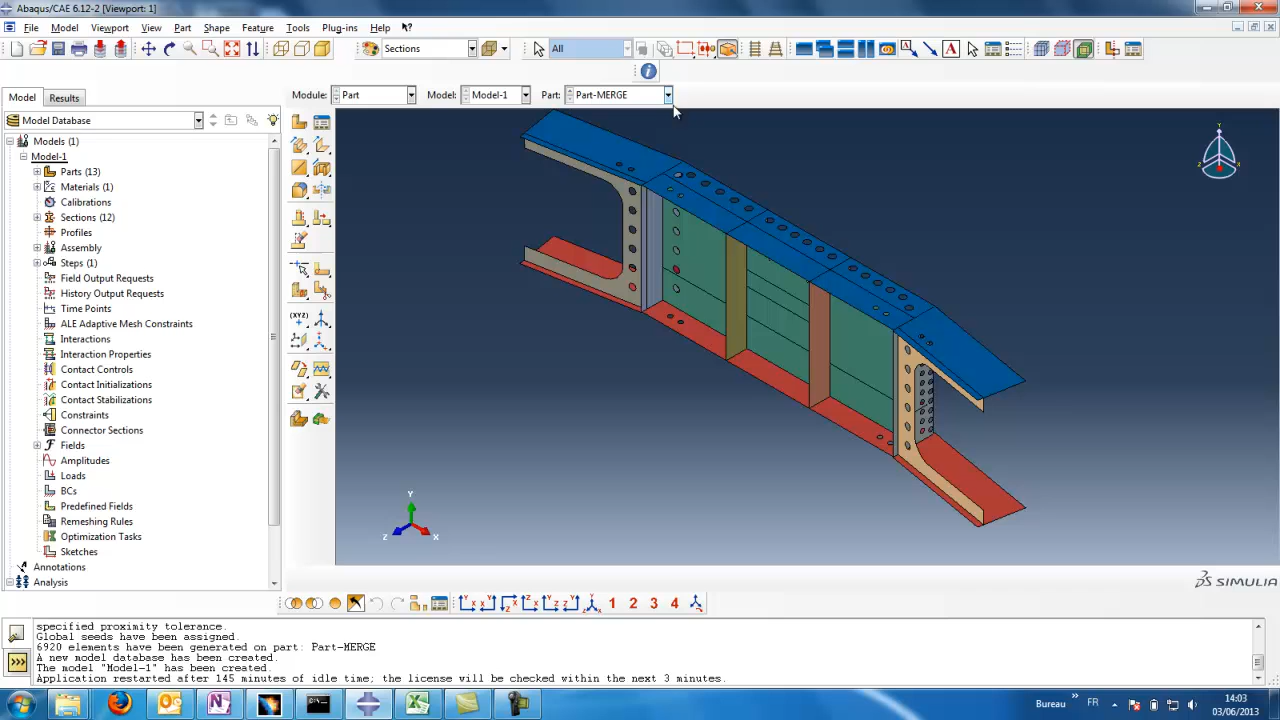 Abaqus/CAE 6.12-2 [Viewport: 1]
File Model Viewport View Part Shape Feature Tools Plug-ins Help
Sections All
Model Results
Module: Part Model: Model-1 Part: Part-MERGE
Model Database
Models (1)
Model-1
Parts (13)
Materials (1)
Calibrations
Sections (12)
Profiles
Assembly
Steps (1)
Field Output Requests
History Output Requests
Time Points
ALE Adaptive Mesh Constraints
Interactions
Interaction Properties
Contact Controls
Contact Initializations
Contact Stabilizations
Constraints
Connector Sections
Fields
Amplitudes
Loads
BCs
Predefined Fields
Remeshing Rules
Optimization Tasks
Sketches
Annotations
Analysis
(XYZ)
Y
Z X
Y
Z X
SIMULIA
1 2 3 4
specified proximity tolerance.
Global seeds have been assigned.
6920 elements have been generated on part: Part-MERGE
A new model database has been created.
The model "Model-1" has been created.
Application restarted after 145 minutes of idle time; the license will be checked within the next 3 minutes.
>>>
Bureau » FR 14:03
03/06/2013